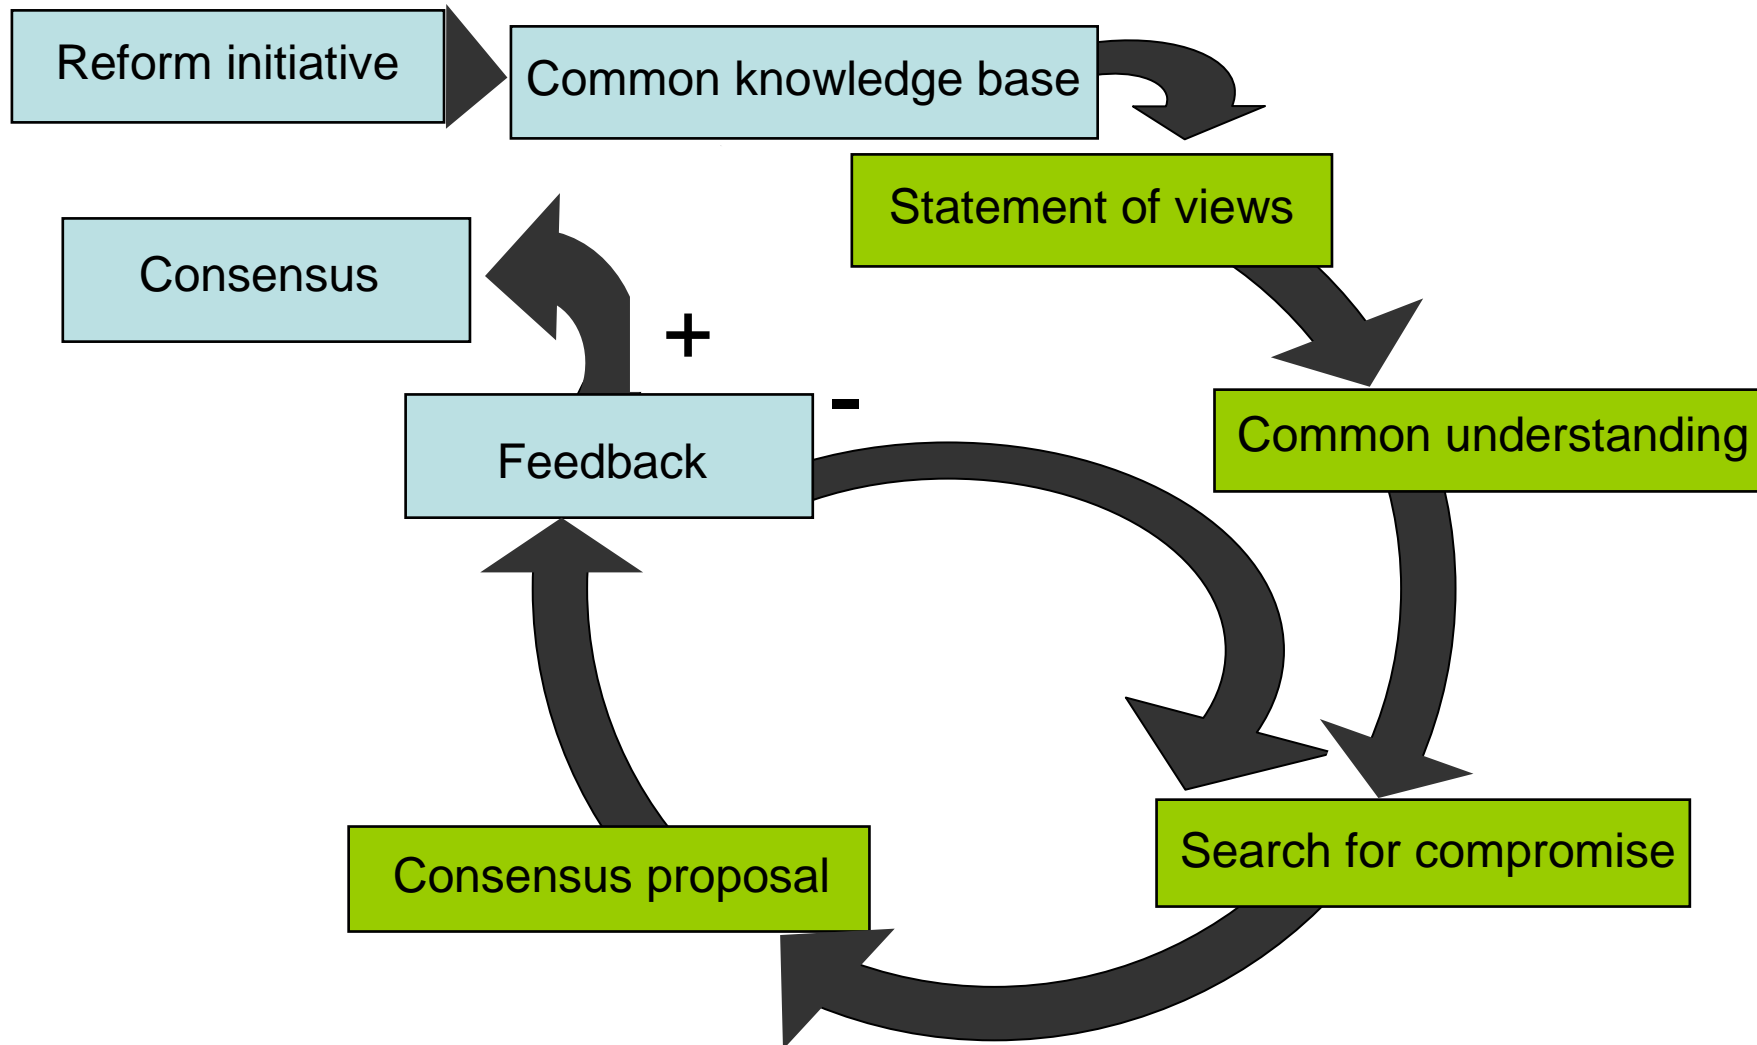 Reform initiative
Common knowledge base
Statement of views
Consensus
+
-
Common understanding
Feedback
Search for compromise
Consensus proposal